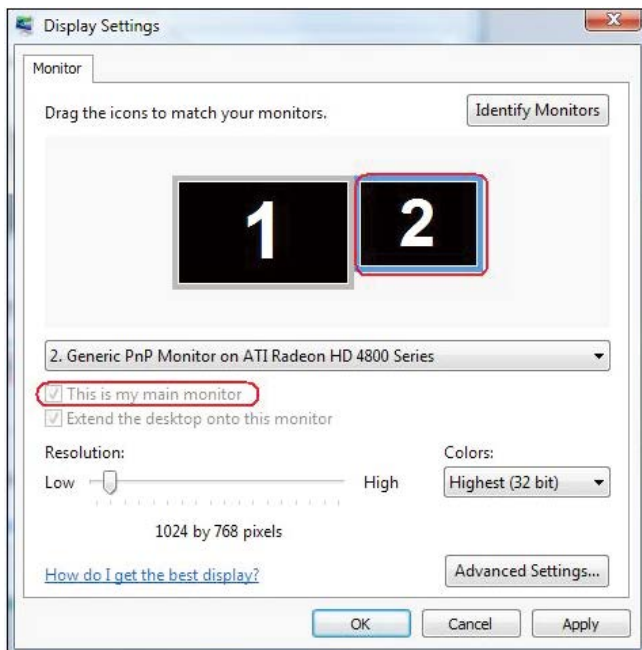 Display Settings
Monitor
Drag the icons to match your monitors.
Identify Monitors
1 2
2. Generic PnP Monitor on ATI Radeon HD 4800 Series
This is my main monitor
Extend the desktop onto this monitor
Resolution: Colors:
Low High Highest (32 bit)
1024 by 768 pixels
How do I get the best display? Advanced Settings...
OK Cancel Apply